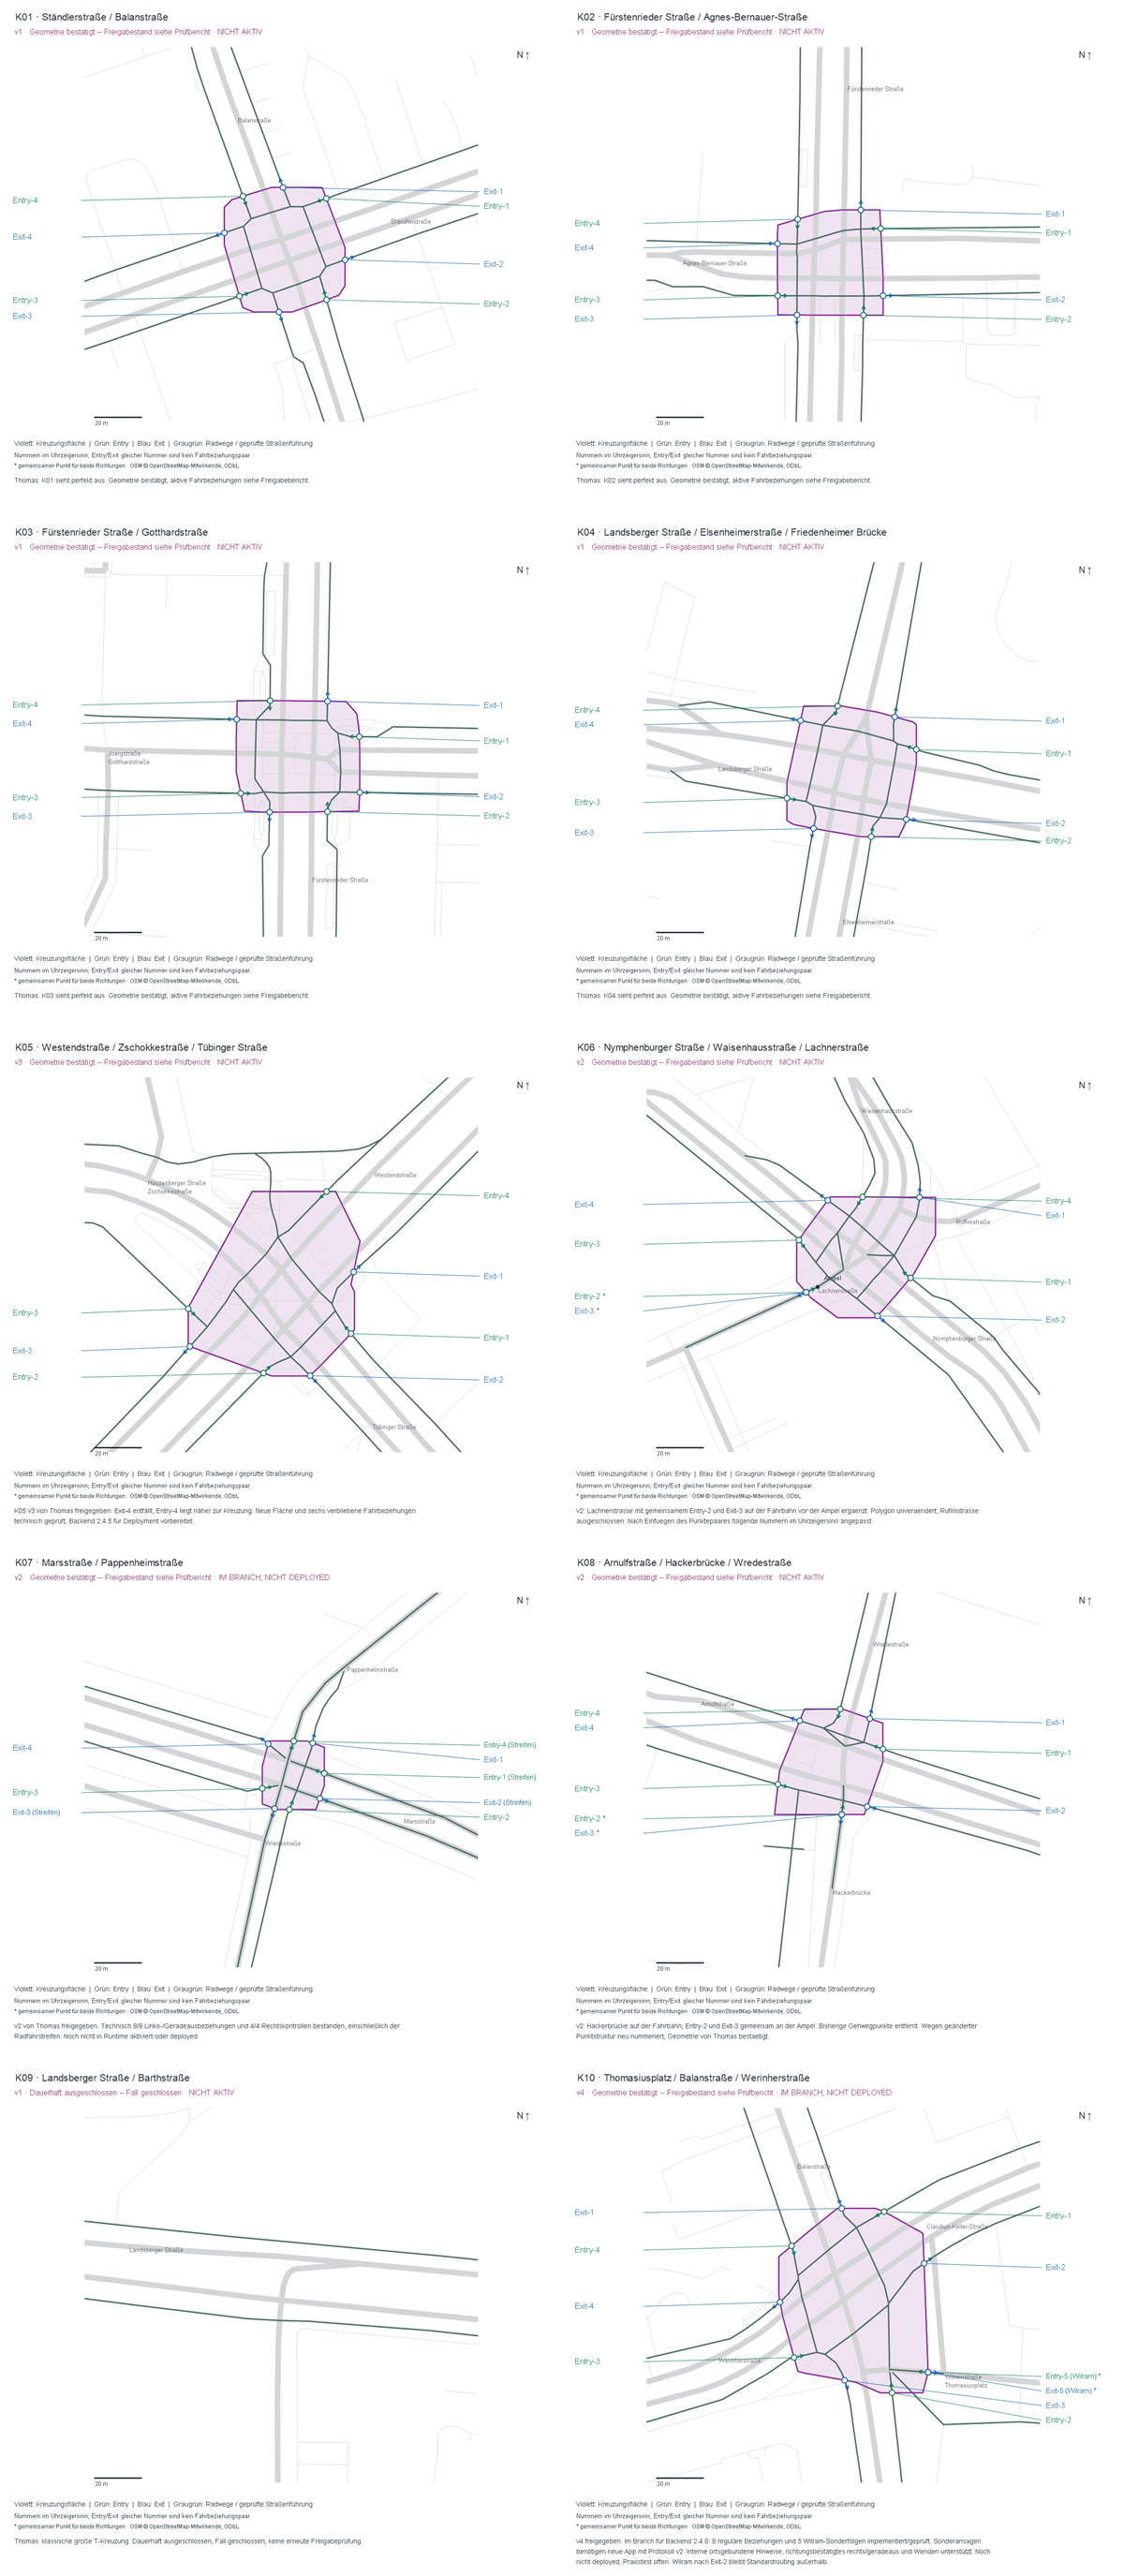 K01 · Ständlerstraße / Balanstraße
v1 · Geometrie bestätigt – Freigabestand siehe Prüfbericht · NICHT AKTIV
N ↑
Balanstraße
Entry-4
Exit-1
Entry-1
Ständlerstraße
Exit-4
Exit-2
Entry-3
Entry-2
Exit-3
20 m
Violett: Kreuzungsfläche | Grün: Entry | Blau: Exit | Graugrün: Radwege / geprüfte Straßenführung
Nummern im Uhrzeigersinn; Entry/Exit gleicher Nummer sind kein Fahrbeziehungspaar.
* gemeinsamer Punkt für beide Richtungen · OSM © OpenStreetMap-Mitwirkende, ODbL
Thomas: K01 sieht perfekt aus. Geometrie bestätigt; aktive Fahrbeziehungen siehe Freigabebericht.
K02 · Fürstenrieder Straße / Agnes-Bernauer-Straße
v1 · Geometrie bestätigt – Freigabestand siehe Prüfbericht · NICHT AKTIV
N ↑
Fürstenrieder Straße
Entry-4
Exit-1
Entry-1
Exit-4
Agnes-Bernauer-Straße
Entry-3
Exit-2
Exit-3
Entry-2
20 m
Violett: Kreuzungsfläche | Grün: Entry | Blau: Exit | Graugrün: Radwege / geprüfte Straßenführung
Nummern im Uhrzeigersinn; Entry/Exit gleicher Nummer sind kein Fahrbeziehungspaar.
* gemeinsamer Punkt für beide Richtungen · OSM © OpenStreetMap-Mitwirkende, ODbL
Thomas: K02 sieht perfekt aus. Geometrie bestätigt; aktive Fahrbeziehungen siehe Freigabebericht.
K03 · Fürstenrieder Straße / Gotthardstraße
v1 · Geometrie bestätigt – Freigabestand siehe Prüfbericht · NICHT AKTIV
N ↑
Entry-4
Exit-1
Exit-4
Entry-1
Joergstraße
Gotthardstraße
Entry-3
Exit-2
Exit-3
Entry-2
Fürstenrieder Straße
20 m
Violett: Kreuzungsfläche | Grün: Entry | Blau: Exit | Graugrün: Radwege / geprüfte Straßenführung
Nummern im Uhrzeigersinn; Entry/Exit gleicher Nummer sind kein Fahrbeziehungspaar.
* gemeinsamer Punkt für beide Richtungen · OSM © OpenStreetMap-Mitwirkende, ODbL
Thomas: K03 sieht perfekt aus. Geometrie bestätigt; aktive Fahrbeziehungen siehe Freigabebericht.
K04 · Landsberger Straße / Elsenheimerstraße / Friedenheimer Brücke
v1 · Geometrie bestätigt – Freigabestand siehe Prüfbericht · NICHT AKTIV
N ↑
Entry-4
Exit-4
Exit-1
Entry-1
Landsberger Straße
Entry-3
Exit-2
Exit-3
Entry-2
Elsenheimerstraße
20 m
Violett: Kreuzungsfläche | Grün: Entry | Blau: Exit | Graugrün: Radwege / geprüfte Straßenführung
Nummern im Uhrzeigersinn; Entry/Exit gleicher Nummer sind kein Fahrbeziehungspaar.
* gemeinsamer Punkt für beide Richtungen · OSM © OpenStreetMap-Mitwirkende, ODbL
Thomas: K04 sieht perfekt aus. Geometrie bestätigt; aktive Fahrbeziehungen siehe Freigabebericht.
K05 · Westendstraße / Zschokkestraße / Tübinger Straße
v3 · Geometrie bestätigt – Freigabestand siehe Prüfbericht · NICHT AKTIV
N ↑
Westendstraße
Hauzenberger Straße
Zschokkestraße
Entry-4
Exit-1
Entry-3
Entry-1
Exit-3
Entry-2
Exit-2
Tübinger Straße
20 m
Violett: Kreuzungsfläche | Grün: Entry | Blau: Exit | Graugrün: Radwege / geprüfte Straßenführung
Nummern im Uhrzeigersinn; Entry/Exit gleicher Nummer sind kein Fahrbeziehungspaar.
* gemeinsamer Punkt für beide Richtungen · OSM © OpenStreetMap-Mitwirkende, ODbL
K05 v3 von Thomas freigegeben: Exit-4 entfällt, Entry-4 liegt näher zur Kreuzung. Neue Fläche und sechs verbliebene Fahrbeziehungen
technisch geprüft; Backend 2.4.5 für Deployment vorbereitet.
K06 · Nymphenburger Straße / Waisenhausstraße / Lachnerstraße
v2 · Geometrie bestätigt – Freigabestand siehe Prüfbericht · NICHT AKTIV
N ↑
Waisenhausstraße
Exit-4
Entry-4
Exit-1
Ruffinistraße
Entry-3
Ampel
Entry-1
Lachnerstraße
Entry-2 *
Exit-3 *
Exit-2
Nymphenburger Straße
20 m
Violett: Kreuzungsfläche | Grün: Entry | Blau: Exit | Graugrün: Radwege / geprüfte Straßenführung
Nummern im Uhrzeigersinn; Entry/Exit gleicher Nummer sind kein Fahrbeziehungspaar.
* gemeinsamer Punkt für beide Richtungen · OSM © OpenStreetMap-Mitwirkende, ODbL
v2: Lachnerstrasse mit gemeinsamem Entry-2 und Exit-3 auf der Fahrbahn vor der Ampel ergaenzt. Polygon unveraendert, Rufinistrasse
ausgeschlossen. Nach Einfuegen des Punktepaares folgende Nummern im Uhrzeigersinn angepasst.
K07 · Marsstraße / Pappenheimstraße
v2 · Geometrie bestätigt – Freigabestand siehe Prüfbericht · IM BRANCH; NICHT DEPLOYED
N ↑
Pappenheimstraße
Exit-4
Entry-4 (Streifen)
Exit-1
Entry-1 (Streifen)
Entry-3
Exit-2 (Streifen)
Exit-3 (Streifen)
Entry-2
Marsstraße
Wredestraße
20 m
Violett: Kreuzungsfläche | Grün: Entry | Blau: Exit | Graugrün: Radwege / geprüfte Straßenführung
Nummern im Uhrzeigersinn; Entry/Exit gleicher Nummer sind kein Fahrbeziehungspaar.
* gemeinsamer Punkt für beide Richtungen · OSM © OpenStreetMap-Mitwirkende, ODbL
v2 von Thomas freigegeben. Technisch 8/8 Links-/Geradeausbeziehungen und 4/4 Rechtskontrollen bestanden, einschließlich der
Radfahrstreifen. Noch nicht in Runtime aktiviert oder deployed
K08 · Arnulfstraße / Hackerbrücke / Wredestraße
v2 · Geometrie bestätigt – Freigabestand siehe Prüfbericht · NICHT AKTIV
N ↑
Wredestraße
Arnulfstraße
Entry-4
Exit-4
Exit-1
Entry-1
Entry-3
Exit-2
Entry-2 *
Exit-3 *
Hackerbrücke
20 m
Violett: Kreuzungsfläche | Grün: Entry | Blau: Exit | Graugrün: Radwege / geprüfte Straßenführung
Nummern im Uhrzeigersinn; Entry/Exit gleicher Nummer sind kein Fahrbeziehungspaar.
* gemeinsamer Punkt für beide Richtungen · OSM © OpenStreetMap-Mitwirkende, ODbL
v2: Hackerbrücke auf der Fahrbahn; Entry-2 und Exit-3 gemeinsam an der Ampel. Bisherige Gehwegpunkte entfernt. Wegen geänderter
Punktstruktur neu nummeriert; Geometrie von Thomas bestaetigt.
K09 · Landsberger Straße / Barthstraße
v1 · Dauerhaft ausgeschlossen – Fall geschlossen · NICHT AKTIV
N ↑
Landsberger Straße
20 m
Violett: Kreuzungsfläche | Grün: Entry | Blau: Exit | Graugrün: Radwege / geprüfte Straßenführung
Nummern im Uhrzeigersinn; Entry/Exit gleicher Nummer sind kein Fahrbeziehungspaar.
* gemeinsamer Punkt für beide Richtungen · OSM © OpenStreetMap-Mitwirkende, ODbL
Thomas: klassische große T-Kreuzung. Dauerhaft ausgeschlossen, Fall geschlossen; keine erneute Freigabeprüfung.
K10 · Thomasiusplatz / Balanstraße / Werinherstraße
v4 · Geometrie bestätigt – Freigabestand siehe Prüfbericht · IM BRANCH; NICHT DEPLOYED
N ↑
Balanstraße
Exit-1
Entry-1
Claudius-Keller-Straße
Entry-4
Exit-2
Exit-4
Entry-3
Werinherstraße
Wilramstraße
Thomasiusplatz
Entry-5 (Wilram) *
Exit-5 (Wilram) *
Exit-3
Entry-2
20 m
Violett: Kreuzungsfläche | Grün: Entry | Blau: Exit | Graugrün: Radwege / geprüfte Straßenführung
Nummern im Uhrzeigersinn; Entry/Exit gleicher Nummer sind kein Fahrbeziehungspaar.
* gemeinsamer Punkt für beide Richtungen · OSM © OpenStreetMap-Mitwirkende, ODbL
v4 freigegeben. Im Branch für Backend 2.4.8: 8 reguläre Beziehungen und 5 Wilram-Sonderfolgen implementiert/geprüft. Sonderansagen
benötigen neue App mit Protokoll v2. Interne ortsgebundene Hinweise, richtungsbestätigtes rechts/geradeaus und Wenden unterstützt. Noch
nicht deployed; Praxistest offen. Wilram nach Exit-2 bleibt Standardrouting außerhalb.